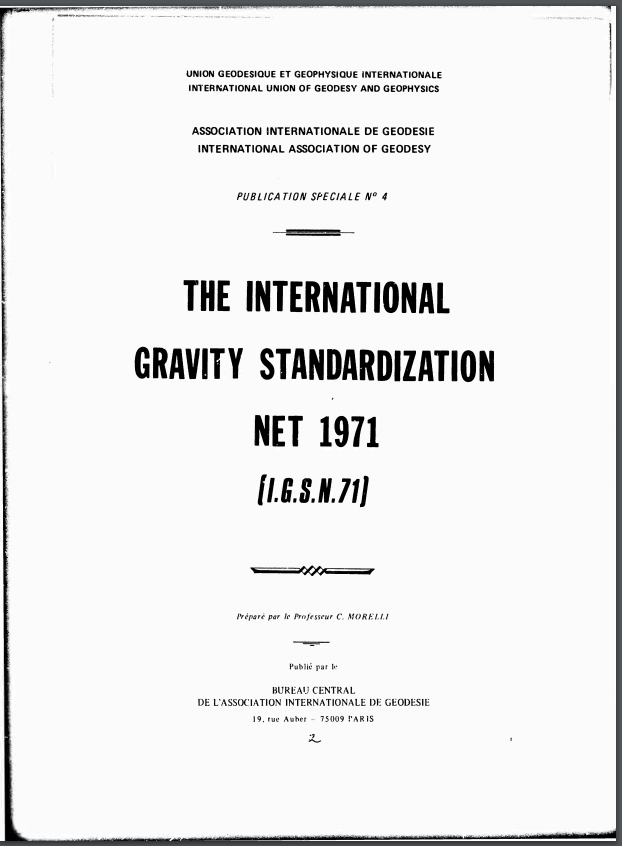 UNION GEODESIQUE ET GEOPHYSIQUE INTERNATIONALE
INTERNATIONAL UNION OF GEODESY AND GEOPHYSICS
ASSOCIATION INTERNATIONALE DE GEODESIE
INTERNATIONAL ASSOCIATION OF GEODESY
PUBLICATION SPECIALE Nº 4
THE INTERNATIONAL
GRAVITY STANDARDIZATION
NET 1971
(I.G.S.N.71)
Préparé par le Professeur C. MORELLI
Publié par le
BUREAU CENTRAL
DE L'ASSOCIATION INTERNATIONALE DE GEODESIE
19, rue Auber – 75009 PARIS
2